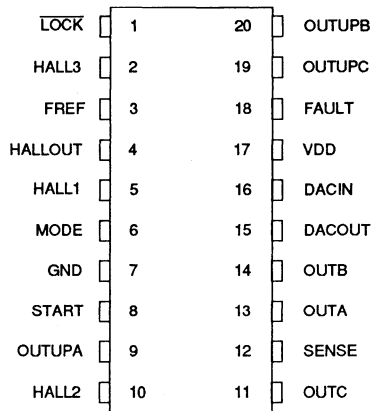 L̅O̅C̅K̅ 1 20 OUTUPB
HALL3 2 19 OUTUPC
FREF 3 18 FAULT
HALLOUT 4 17 VDD
HALL1 5 16 DACIN
MODE 6 15 DACOUT
GND 7 14 OUTB
START 8 13 OUTA
OUTUPA 9 12 SENSE
HALL2 10 11 OUTC